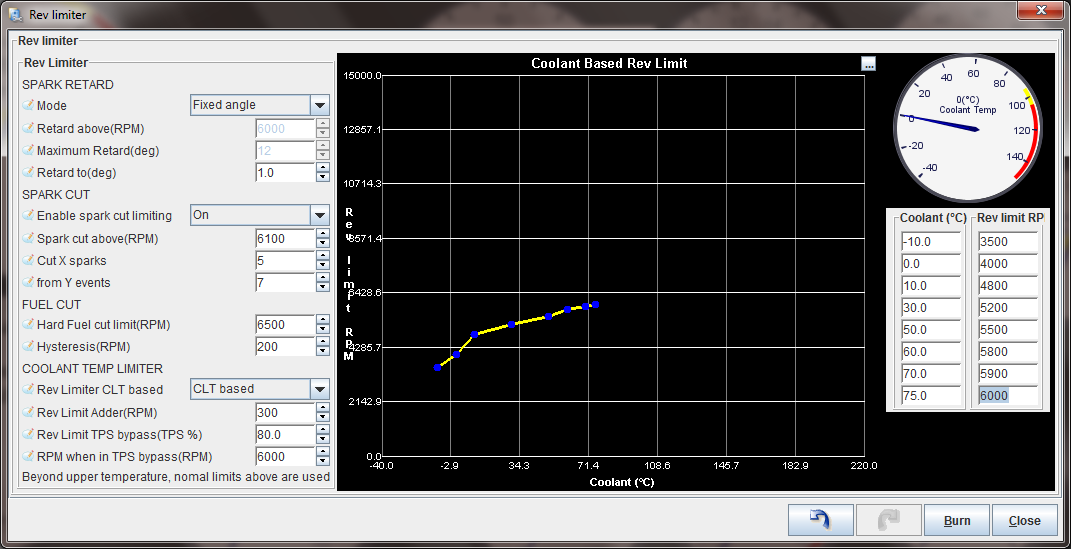 Rev limiter
Rev limiter
Rev Limiter
SPARK RETARD
Mode Fixed angle
Retard above(RPM) 6000
Maximum Retard(deg) 12
Retard to(deg) 1.0
SPARK CUT
Enable spark cut limiting On
Spark cut above(RPM) 6100
Cut X sparks 5
from Y events 7
FUEL CUT
Hard Fuel cut limit(RPM) 6500
Hysteresis(RPM) 200
COOLANT TEMP LIMITER
Rev Limiter CLT based CLT based
Rev Limit Adder(RPM) 300
Rev Limit TPS bypass(TPS %) 80.0
RPM when in TPS bypass(RPM) 6000
Beyond upper temperature, nomal limits above are used
Coolant Based Rev Limit
...
15000.0
12857.1
10714.3
8571.4
6428.6
4285.7
2142.9
0.0
Rev limit RPM
-40.0 -2.9 34.3 71.4 108.6 145.7 182.9 220.0
Coolant (ºC)
-40 -20 0 20 40 60 80 100 120 140
0(°C)
Coolant Temp
Coolant (°C) Rev limit RP
-10.0 3500
0.0 4000
10.0 4800
30.0 5200
50.0 5500
60.0 5800
70.0 5900
75.0 6000
Burn Close